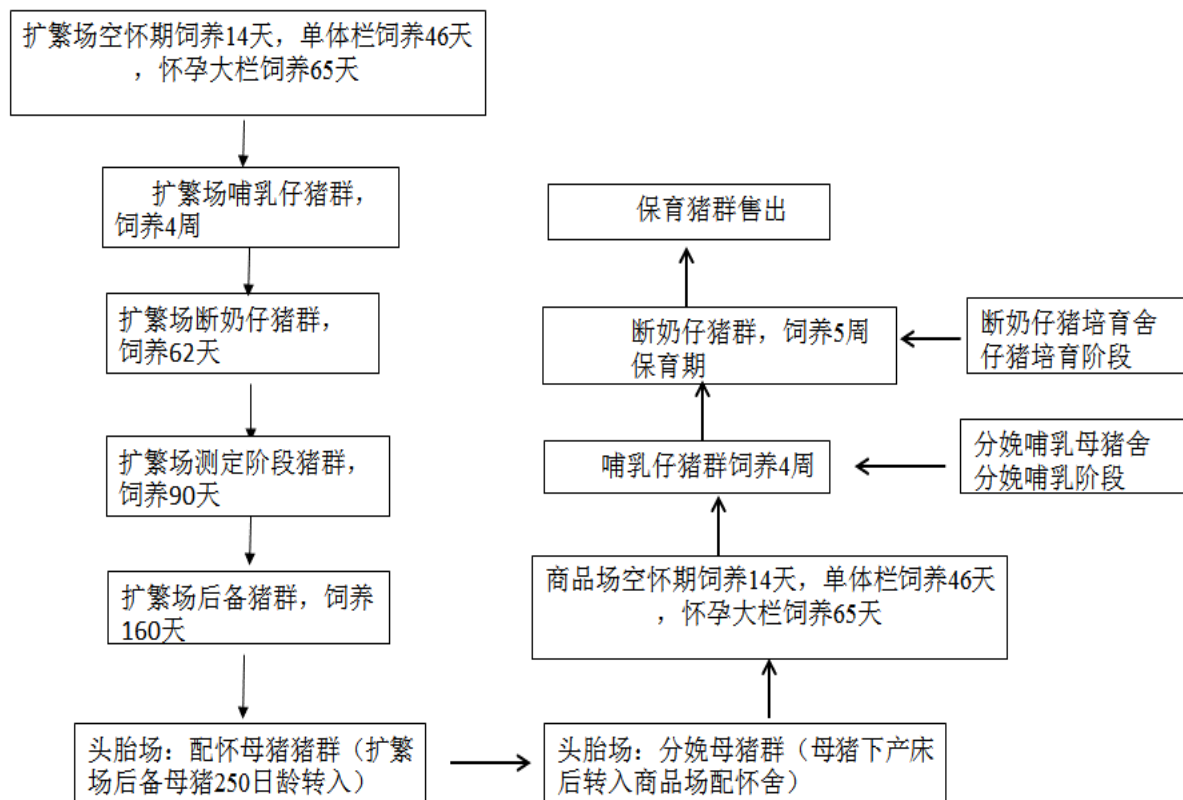 扩繁场空怀期饲养14天，单体栏饲养46天
，怀孕大栏饲养65天
扩繁场哺乳仔猪群，
饲养4周
扩繁场断奶仔猪群，
饲养62天
扩繁场测定阶段猪群，
饲养90天
扩繁场后备猪群，饲养
160天
头胎场：配怀母猪猪群（扩繁
场后备母猪250日龄转入）
头胎场：分娩母猪群（母猪下产床
后转入商品场配怀舍）
商品场空怀期饲养14天，单体栏饲养46天
，怀孕大栏饲养65天
哺乳仔猪群饲养4周
分娩哺乳母猪舍
分娩哺乳阶段
断奶仔猪群，饲养5周
保育期
断奶仔猪培育舍
仔猪培育阶段
保育猪群售出